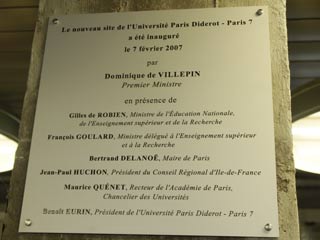 Le nouveau site de l'Université Paris Diderot - Paris 7
a été inauguré
le 7 février 2007
par
Dominique de VILLEPIN
Premier Ministre
en présence de
Gilles de ROBIEN, Ministre de l'Éducation Nationale,
de l'Enseignement supérieur et de la Recherche
François GOULARD, Ministre délégué à l'Enseignement supérieur
et à la Recherche
Bertrand DELANOË, Maire de Paris
Jean-Paul HUCHON, Président du Conseil Régional d'Ile-de-France
Maurice QUÉNET, Recteur de l'Académie de Paris,
Chancelier des Universités
Benoît EURIN, Président de l'Université Paris Diderot - Paris 7